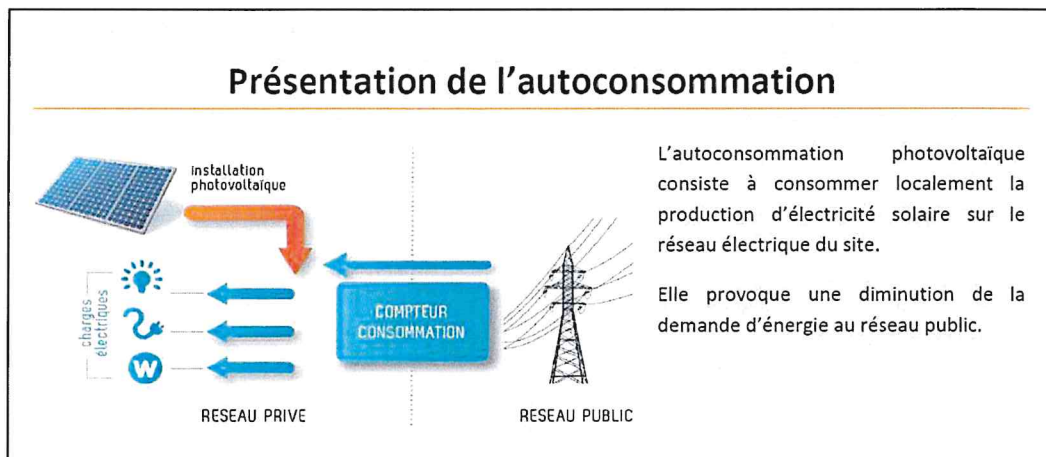 Présentation de l'autoconsommation
installation
photovoltaïque
charges
électriques
W
COMPTEUR
CONSOMMATION
RESEAU PRIVE
RESEAU PUBLIC
L'autoconsommation photovoltaïque
consiste à consommer localement la
production d'électricité solaire sur le
réseau électrique du site.
Elle provoque une diminution de la
demande d'énergie au réseau public.